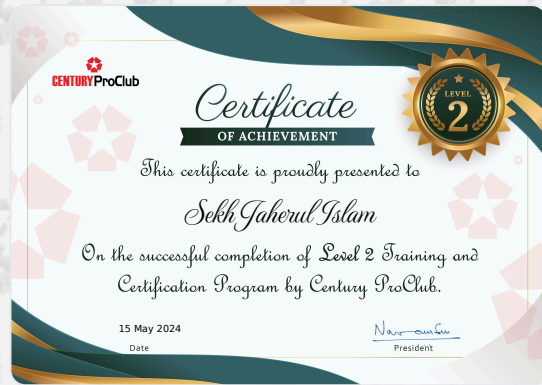 CENTURY ProClub
LEVEL
2
Certificate
OF ACHIEVEMENT
This certificate is proudly presented to
Sekh Jaherul Islam
On the successful completion of Level 2 Training and
Certification Program by Century ProClub.
15 May 2024
Date
President